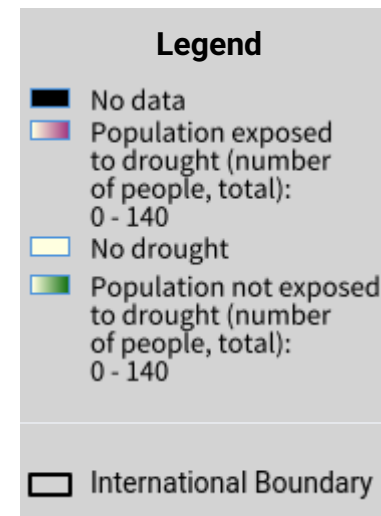 Legend
No data
Population exposed
to drought (number
of people, total):
0 - 140
No drought
Population not exposed
to drought (number
of people, total):
0 - 140
International Boundary